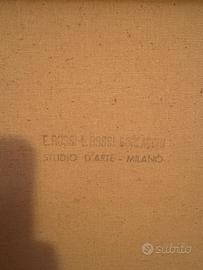 E. ROSSI - L. ROSSI
STUDIO D'ARTE - MILANO
subito